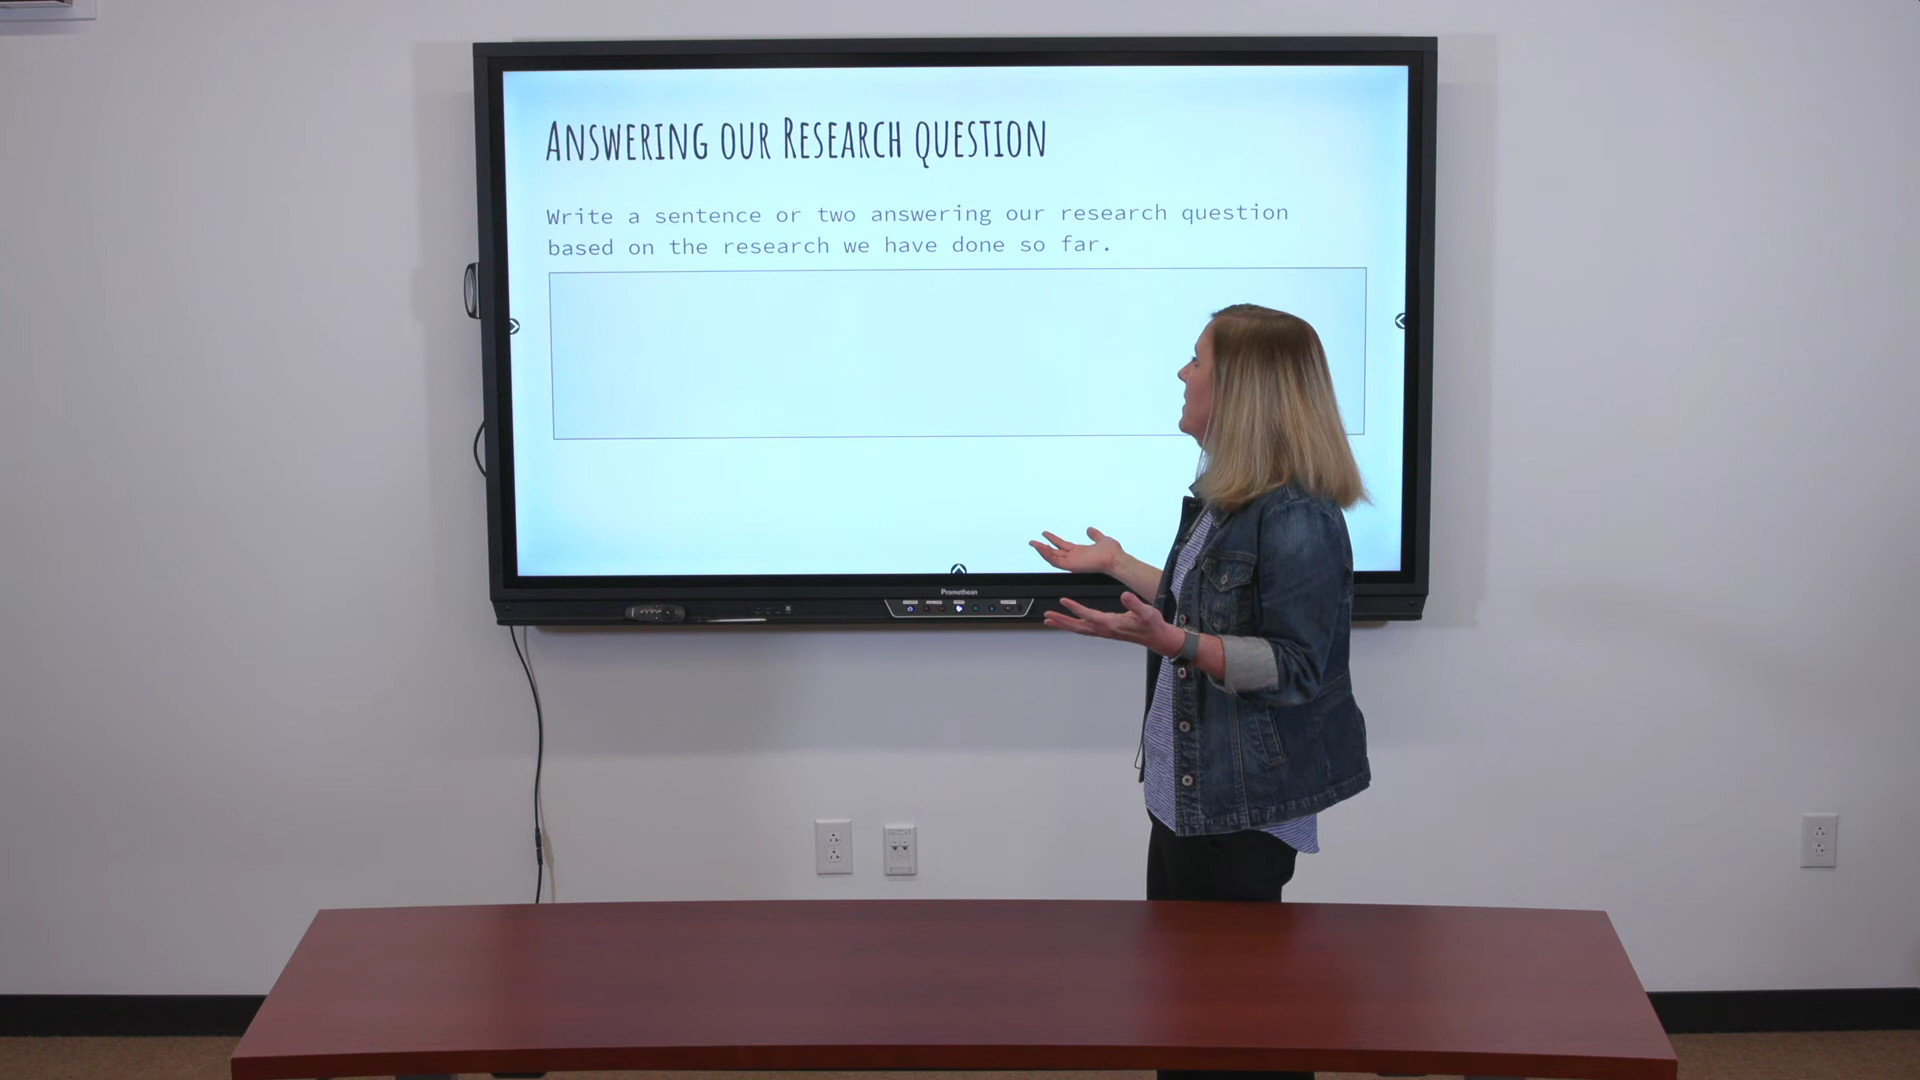 Answering our Research question
Write a sentence or two answering our research question
based on the research we have done so far.
Promethean